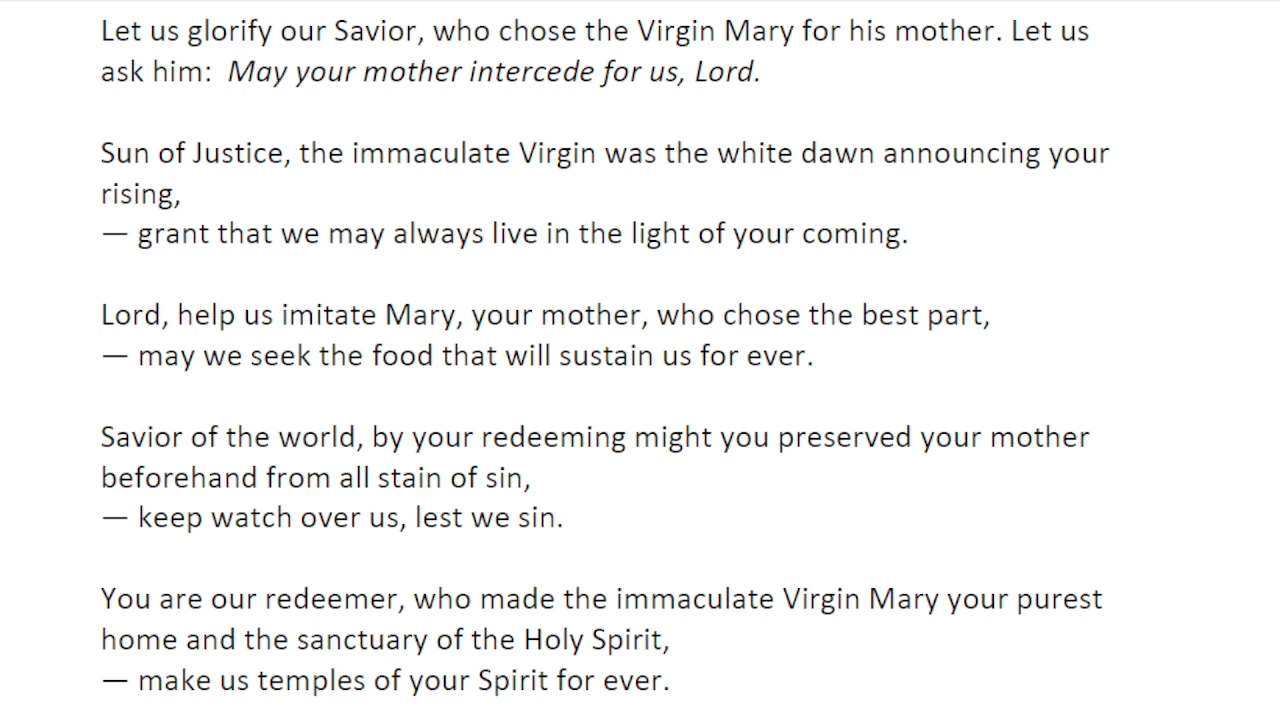 Let us glorify our Savior, who chose the Virgin Mary for his mother. Let us
ask him: May your mother intercede for us, Lord.
Sun of Justice, the immaculate Virgin was the white dawn announcing your
rising,
— grant that we may always live in the light of your coming.
Lord, help us imitate Mary, your mother, who chose the best part,
— may we seek the food that will sustain us for ever.
Savior of the world, by your redeeming might you preserved your mother
beforehand from all stain of sin,
— keep watch over us, lest we sin.
You are our redeemer, who made the immaculate Virgin Mary your purest
home and the sanctuary of the Holy Spirit,
— make us temples of your Spirit for ever.